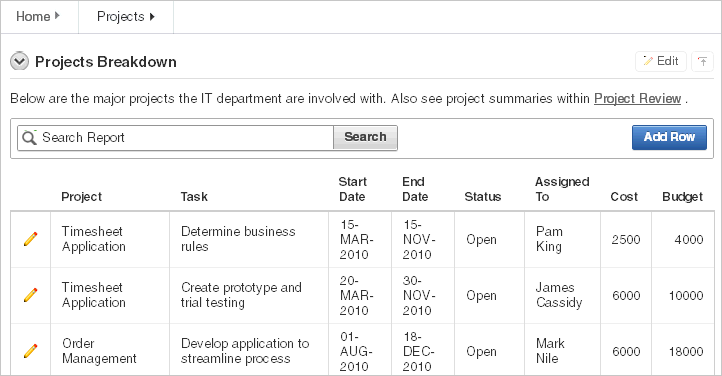 Home Projects
Projects Breakdown Edit
Below are the major projects the IT department are involved with. Also see project summaries within Project Review .
Search Report Search Add Row
Project Task Start Date End Date Status Assigned To Cost Budget
Timesheet Application Determine business rules 15-MAR-2010 15-NOV-2010 Open Pam King 2500 4000
Timesheet Application Create prototype and trial testing 20-MAR-2010 30-NOV-2010 Open James Cassidy 6000 10000
Order Management Develop application to streamline process 01-AUG-2010 18-DEC-2010 Open Mark Nile 6000 18000